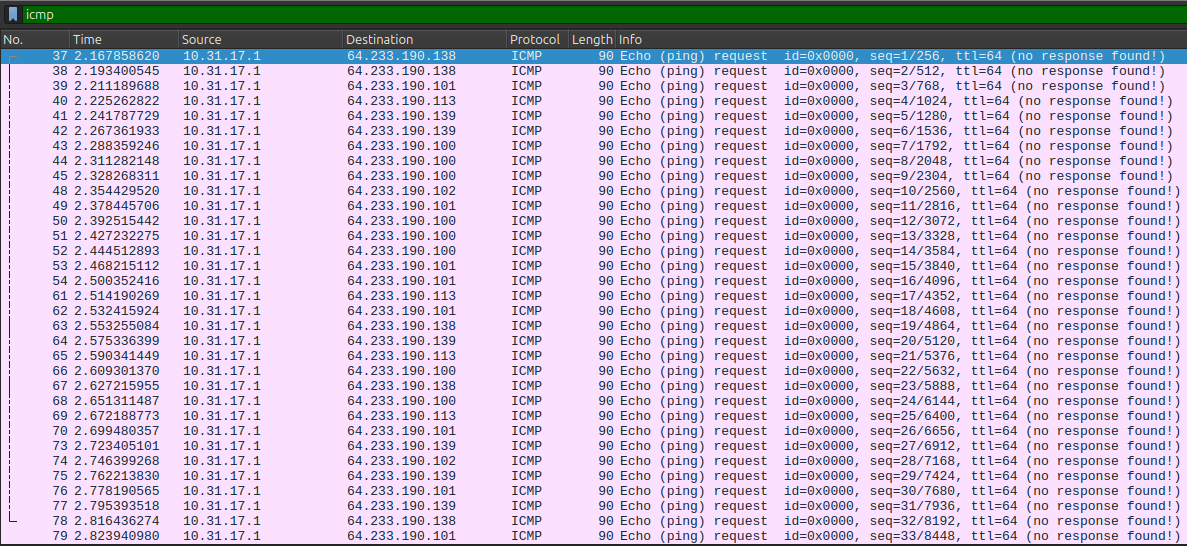 icmp
No. Time Source Destination Protocol Length Info
37 2.167858620 10.31.17.1 64.233.190.138 ICMP 90 Echo (ping) request id=0x0000, seq=1/256, ttl=64 (no response found!)
38 2.193400545 10.31.17.1 64.233.190.138 ICMP 90 Echo (ping) request id=0x0000, seq=2/512, ttl=64 (no response found!)
39 2.211189688 10.31.17.1 64.233.190.101 ICMP 90 Echo (ping) request id=0x0000, seq=3/768, ttl=64 (no response found!)
40 2.225262822 10.31.17.1 64.233.190.113 ICMP 90 Echo (ping) request id=0x0000, seq=4/1024, ttl=64 (no response found!)
41 2.241787729 10.31.17.1 64.233.190.139 ICMP 90 Echo (ping) request id=0x0000, seq=5/1280, ttl=64 (no response found!)
42 2.267361933 10.31.17.1 64.233.190.139 ICMP 90 Echo (ping) request id=0x0000, seq=6/1536, ttl=64 (no response found!)
43 2.288359246 10.31.17.1 64.233.190.100 ICMP 90 Echo (ping) request id=0x0000, seq=7/1792, ttl=64 (no response found!)
44 2.311282148 10.31.17.1 64.233.190.100 ICMP 90 Echo (ping) request id=0x0000, seq=8/2048, ttl=64 (no response found!)
45 2.328268311 10.31.17.1 64.233.190.100 ICMP 90 Echo (ping) request id=0x0000, seq=9/2304, ttl=64 (no response found!)
48 2.354429520 10.31.17.1 64.233.190.102 ICMP 90 Echo (ping) request id=0x0000, seq=10/2560, ttl=64 (no response found!)
49 2.378445706 10.31.17.1 64.233.190.101 ICMP 90 Echo (ping) request id=0x0000, seq=11/2816, ttl=64 (no response found!)
50 2.392515442 10.31.17.1 64.233.190.100 ICMP 90 Echo (ping) request id=0x0000, seq=12/3072, ttl=64 (no response found!)
51 2.427232275 10.31.17.1 64.233.190.100 ICMP 90 Echo (ping) request id=0x0000, seq=13/3328, ttl=64 (no response found!)
52 2.444512893 10.31.17.1 64.233.190.100 ICMP 90 Echo (ping) request id=0x0000, seq=14/3584, ttl=64 (no response found!)
53 2.468215112 10.31.17.1 64.233.190.101 ICMP 90 Echo (ping) request id=0x0000, seq=15/3840, ttl=64 (no response found!)
54 2.500352416 10.31.17.1 64.233.190.101 ICMP 90 Echo (ping) request id=0x0000, seq=16/4096, ttl=64 (no response found!)
61 2.514190269 10.31.17.1 64.233.190.113 ICMP 90 Echo (ping) request id=0x0000, seq=17/4352, ttl=64 (no response found!)
62 2.532415924 10.31.17.1 64.233.190.101 ICMP 90 Echo (ping) request id=0x0000, seq=18/4608, ttl=64 (no response found!)
63 2.553255084 10.31.17.1 64.233.190.138 ICMP 90 Echo (ping) request id=0x0000, seq=19/4864, ttl=64 (no response found!)
64 2.575336399 10.31.17.1 64.233.190.139 ICMP 90 Echo (ping) request id=0x0000, seq=20/5120, ttl=64 (no response found!)
65 2.590341449 10.31.17.1 64.233.190.113 ICMP 90 Echo (ping) request id=0x0000, seq=21/5376, ttl=64 (no response found!)
66 2.609301370 10.31.17.1 64.233.190.100 ICMP 90 Echo (ping) request id=0x0000, seq=22/5632, ttl=64 (no response found!)
67 2.627215955 10.31.17.1 64.233.190.138 ICMP 90 Echo (ping) request id=0x0000, seq=23/5888, ttl=64 (no response found!)
68 2.651311487 10.31.17.1 64.233.190.100 ICMP 90 Echo (ping) request id=0x0000, seq=24/6144, ttl=64 (no response found!)
69 2.672188773 10.31.17.1 64.233.190.113 ICMP 90 Echo (ping) request id=0x0000, seq=25/6400, ttl=64 (no response found!)
70 2.699480357 10.31.17.1 64.233.190.101 ICMP 90 Echo (ping) request id=0x0000, seq=26/6656, ttl=64 (no response found!)
73 2.723405101 10.31.17.1 64.233.190.139 ICMP 90 Echo (ping) request id=0x0000, seq=27/6912, ttl=64 (no response found!)
74 2.746399268 10.31.17.1 64.233.190.102 ICMP 90 Echo (ping) request id=0x0000, seq=28/7168, ttl=64 (no response found!)
75 2.762213830 10.31.17.1 64.233.190.139 ICMP 90 Echo (ping) request id=0x0000, seq=29/7424, ttl=64 (no response found!)
76 2.778190565 10.31.17.1 64.233.190.101 ICMP 90 Echo (ping) request id=0x0000, seq=30/7680, ttl=64 (no response found!)
77 2.795393518 10.31.17.1 64.233.190.139 ICMP 90 Echo (ping) request id=0x0000, seq=31/7936, ttl=64 (no response found!)
78 2.816436274 10.31.17.1 64.233.190.138 ICMP 90 Echo (ping) request id=0x0000, seq=32/8192, ttl=64 (no response found!)
79 2.823940980 10.31.17.1 64.233.190.101 ICMP 90 Echo (ping) request id=0x0000, seq=33/8448, ttl=64 (no response found!)